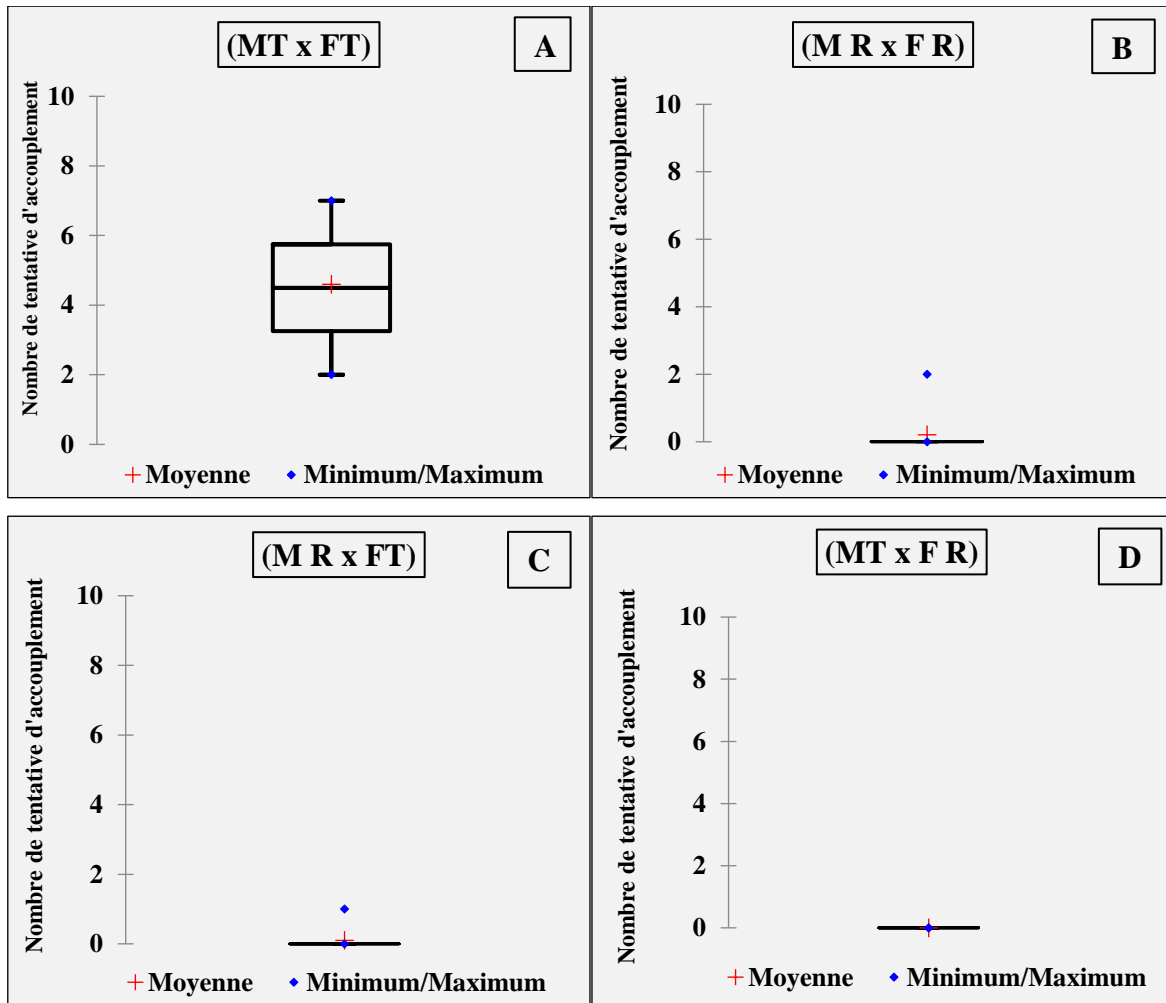 (MT x FT)
A
Nombre de tentative d'accouplement
10
8
6
4
2
0
Moyenne
Minimum/Maximum
(M R x F R)
B
Nombre de tentative d'accouplement
10
8
6
4
2
0
Moyenne
Minimum/Maximum
(M R x FT)
C
Nombre de tentative d'accouplement
10
8
6
4
2
0
Moyenne
Minimum/Maximum
(MT x F R)
D
Nombre de tentative d'accouplement
10
8
6
4
2
0
Moyenne
Minimum/Maximum